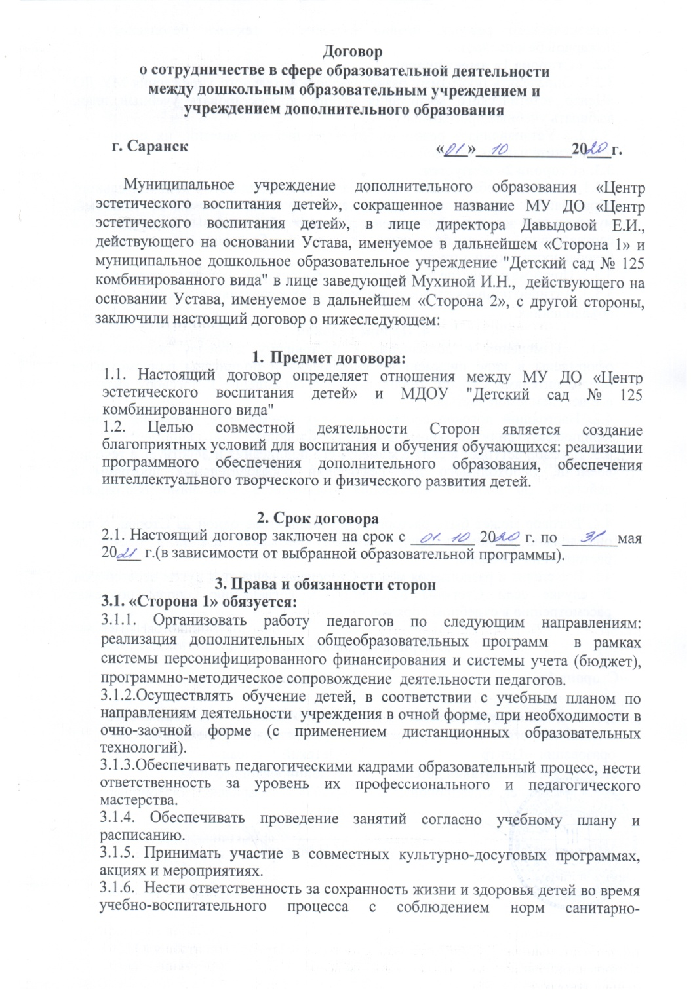 Договор
о сотрудничестве в сфере образовательной деятельности
между дошкольным образовательным учреждением и
учреждением дополнительного образования
г. Саранск «01» 10 2020 г.
Муниципальное учреждение дополнительного образования «Центр
эстетического воспитания детей», сокращенное название МУ ДО «Центр
эстетического воспитания детей», в лице директора Давыдовой Е.И.,
действующего на основании Устава, именуемое в дальнейшем «Сторона 1» и
муниципальное дошкольное образовательное учреждение "Детский сад № 125
комбинированного вида" в лице заведующей Мухиной И.Н., действующего на
основании Устава, именуемое в дальнейшем «Сторона 2», с другой стороны,
заключили настоящий договор о нижеследующем:
1. Предмет договора:
1.1. Настоящий договор определяет отношения между МУ ДО «Центр
эстетического воспитания детей» и МДОУ "Детский сад № 125
комбинированного вида"
1.2. Целью совместной деятельности Сторон является создание
благоприятных условий для воспитания и обучения обучающихся: реализации
программного обеспечения дополнительного образования, обеспечения
интеллектуального творческого и физического развития детей.
2. Срок договора
2.1. Настоящий договор заключен на срок с 01. 10 2020 г. по 31 мая
2021 г.(в зависимости от выбранной образовательной программы).
3. Права и обязанности сторон
3.1. «Сторона 1» обязуется:
3.1.1. Организовать работу педагогов по следующим направлениям:
реализация дополнительных общеобразовательных программ в рамках
системы персонифицированного финансирования и системы учета (бюджет),
программно-методическое сопровождение деятельности педагогов.
3.1.2.Осуществлять обучение детей, в соответствии с учебным планом по
направлениям деятельности учреждения в очной форме, при необходимости в
очно-заочной форме (с применением дистанционных образовательных
технологий).
3.1.3.Обеспечивать педагогическими кадрами образовательный процесс, нести
ответственность за уровень их профессионального и педагогического
мастерства.
3.1.4. Обеспечивать проведение занятий согласно учебному плану и
расписанию.
3.1.5. Принимать участие в совместных культурно-досуговых программах,
акциях и мероприятиях.
3.1.6. Нести ответственность за сохранность жизни и здоровья детей во время
учебно-воспитательного процесса с соблюдением норм санитарно-